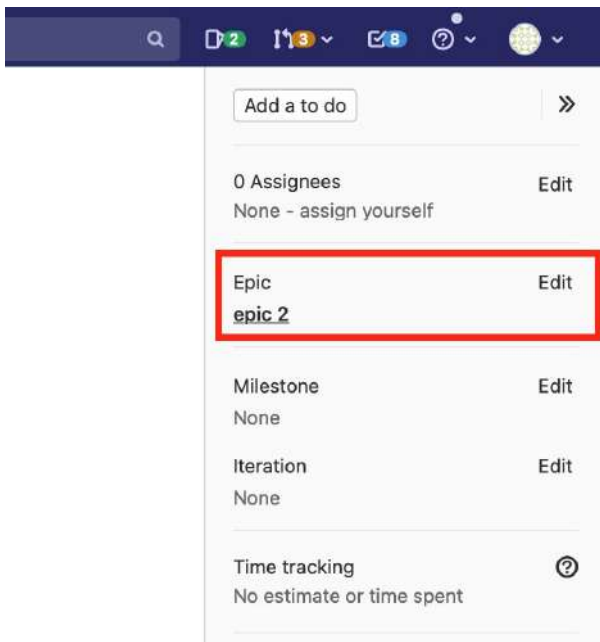 2 3 8
Add a to do
0 Assignees Edit
None - assign yourself
Epic Edit
epic 2
Milestone Edit
None
Iteration Edit
None
Time tracking
No estimate or time spent